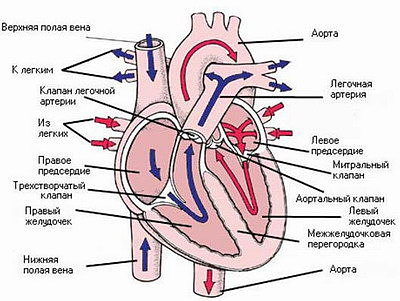 Верхняя полая вена
К легким
Клапан легочной
артерии
Из
легких
Правое
предсердие
Трехстворчатый
клапан
Правый
желудочек
Нижняя
полая вена
Аорта
Легочная
артерия
Левое
предсердие
Митральный
клапан
Аортальный клапан
Левый
желудочек
Межжелудочковая
перегородка
Аорта